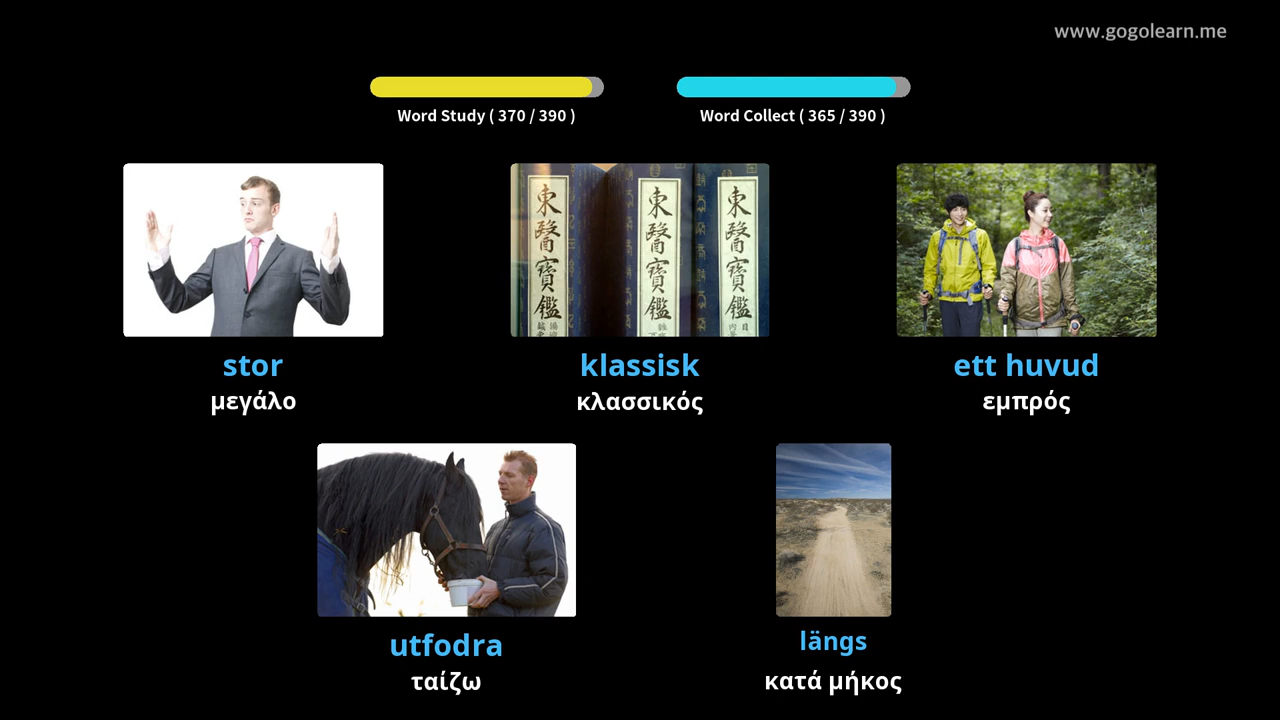 www.gogolearn.me
Word Study ( 370 / 390 )
Word Collect ( 365 / 390 )
東醫寶鑑
東醫寶鑑
東醫寶鑑
stor
μεγάλο
klassisk
κλασσικός
ett huvud
εμπρός
utfodra
ταίζω
längs
κατά μήκος